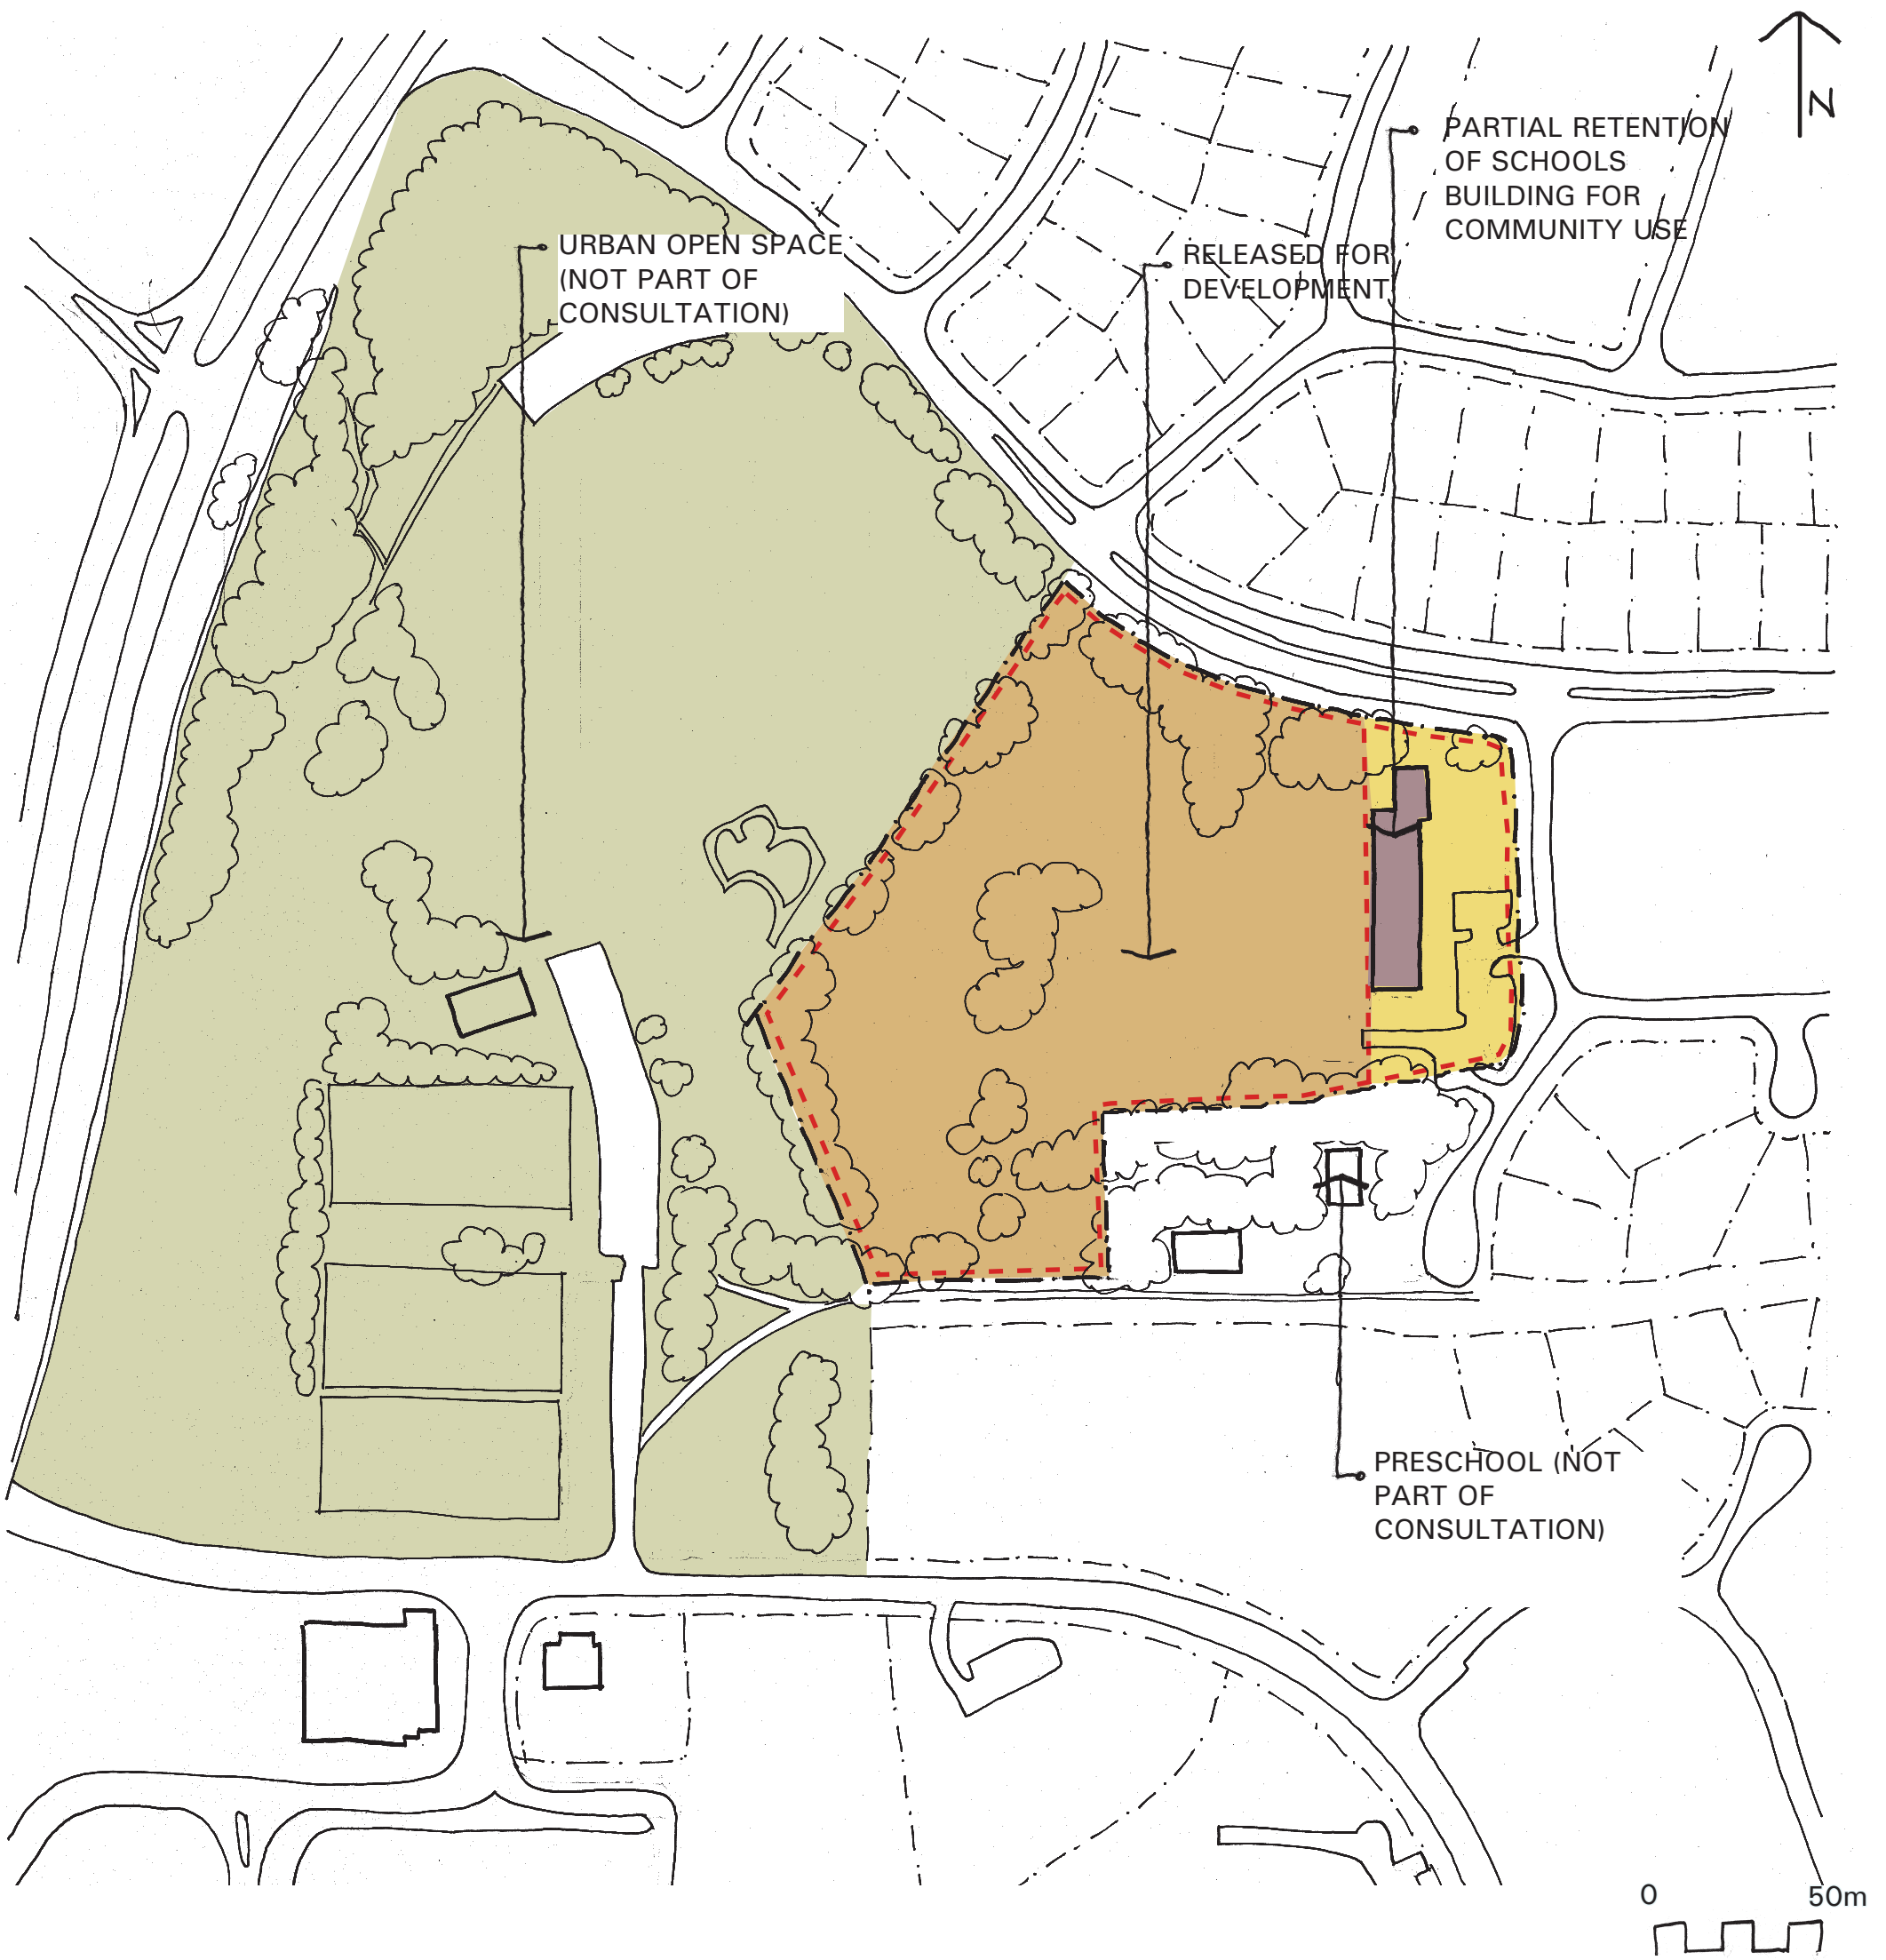 N
PARTIAL RETENTION
OF SCHOOLS
BUILDING FOR
COMMUNITY USE
URBAN OPEN SPACE
(NOT PART OF
CONSULTATION)
RELEASED FOR
DEVELOPMENT
PRESCHOOL (NOT
PART OF
CONSULTATION)
0 50m